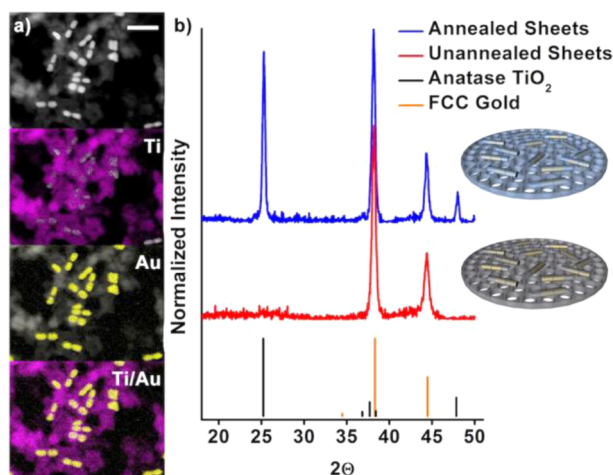 a)
Ti
Au
Ti/Au
b)
Annealed Sheets
Unannealed Sheets
Anatase TiO₂
FCC Gold
Normalized Intensity
20 25 30 35 40 45 50
2Θ